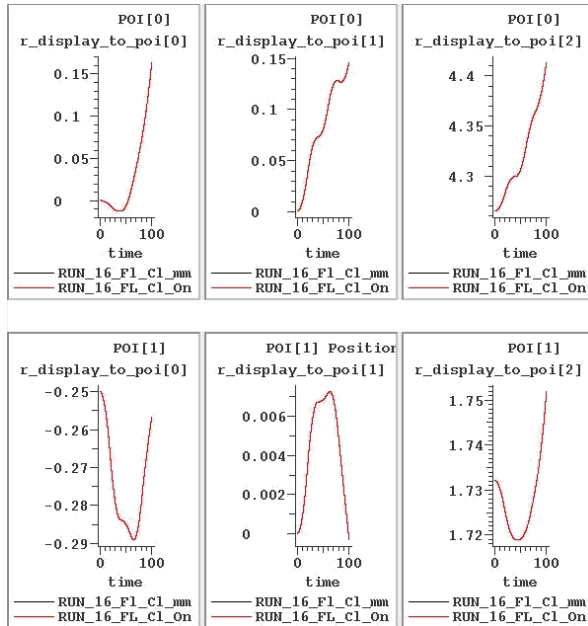 POI[0]
r_display_to_poi[0]
0.15
0.1
0.05
0
0
100
time
RUN_16_Fl_Cl_mm
RUN_16_FL_Cl_On
POI[0]
r_display_to_poi[1]
0.15
0.1
0.05
0
0
100
time
RUN_16_Fl_Cl_mm
RUN_16_FL_Cl_On
POI[0]
r_display_to_poi[2]
4.4
4.35
4.3
0
100
time
RUN_16_Fl_Cl_mm
RUN_16_FL_Cl_On
POI[1]
r_display_to_poi[0]
-0.25
-0.26
-0.27
-0.28
-0.29
0
100
time
RUN_16_Fl_Cl_mm
RUN_16_FL_Cl_On
POI[1] Position
r_display_to_poi[1]
0.006
0.004
0.002
0
0
100
time
RUN_16_Fl_Cl_mm
RUN_16_FL_Cl_On
POI[1]
r_display_to_poi[2]
1.75
1.74
1.73
1.72
0
100
time
RUN_16_Fl_Cl_mm
RUN_16_FL_Cl_On